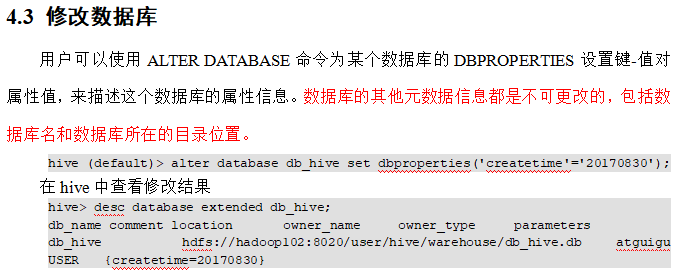 4.3 修改数据库
用户可以使用 ALTER DATABASE 命令为某个数据库的 DBPROPERTIES 设置键-值对
属性值，来描述这个数据库的属性信息。数据库的其他元数据信息都是不可更改的，包括数
据库名和数据库所在的目录位置。
hive (default)> alter database db_hive set dbproperties('createtime'='20170830');
在 hive 中查看修改结果
hive> desc database extended db_hive;
db_name comment location owner_name owner_type parameters
db_hive hdfs://hadoop102:8020/user/hive/warehouse/db_hive.db atguigu
USER {createtime=20170830}